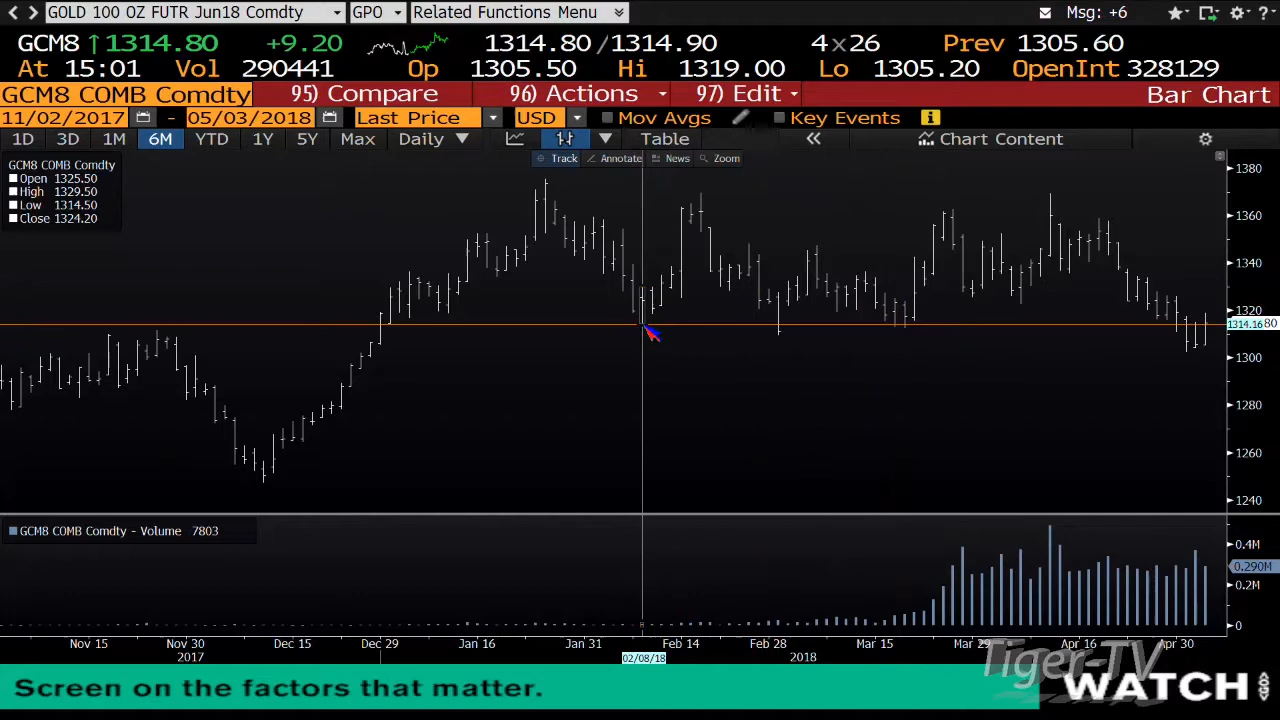 GOLD 100 OZ FUTR Jun18 Comdty GPO Related Functions Menu Msg: +6
GCM8 ↑1314.80 +9.20 1314.80 /1314.90 4x26 Prev 1305.60
At 15:01 Vol 290441 Op 1305.50 Hi 1319.00 Lo 1305.20 OpenInt 328129
GCM8 COMB Comdty 95) Compare 96) Actions 97) Edit Bar Chart
11/02/2017 - 05/03/2018 Last Price USD Mov Avgs Key Events
1D 3D 1M 6M YTD 1Y 5Y Max Daily Table « Chart Content
Track Annotate News Zoom
GCM8 COMB Comdty
Open 1325.50
High 1329.50
Low 1314.50
Close 1324.20
1380
1360
1340
1320
1314.16 80
1300
1280
1260
1240
GCM8 COMB Comdty - Volume 7803
0.4M
0.290M
0.2M
0
Nov 15 Nov 30 Dec 15 Dec 29 Jan 16 Jan 31 Feb 14 Feb 28 Mar 15 Mar 29 Apr 16 Apr 30
2017 02/08/18 2018
Tiger-TV
Screen on the factors that matter.
WATCH